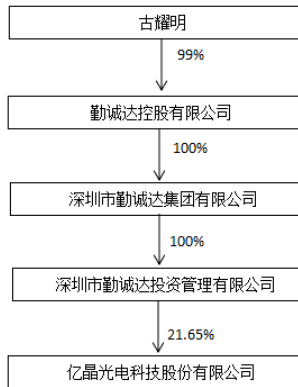 古耀明
99%
勤诚达控股有限公司
100%
深圳市勤诚达集团有限公司
100%
深圳市勤诚达投资管理有限公司
21.65%
亿晶光电科技股份有限公司